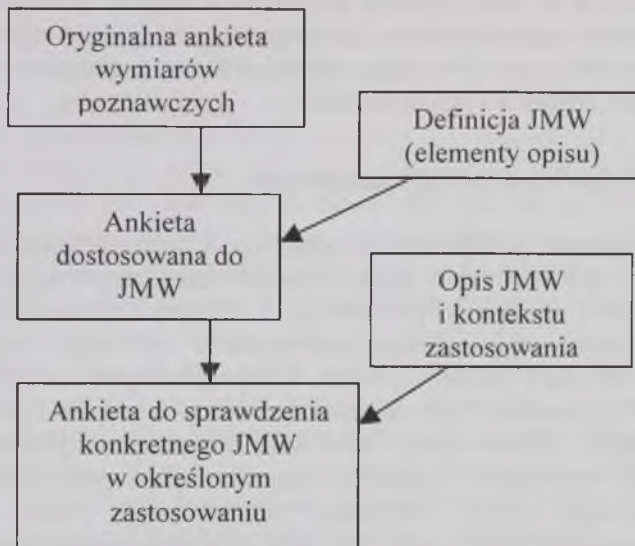 Oryginalna ankieta
wymiarów
poznawczych
Definicja JMW
(elementy opisu)
Ankieta
dostosowana do
JMW
Opis JMW
i kontekstu
zastosowania
Ankieta do sprawdzenia
konkretnego JMW
w określonym
zastosowaniu